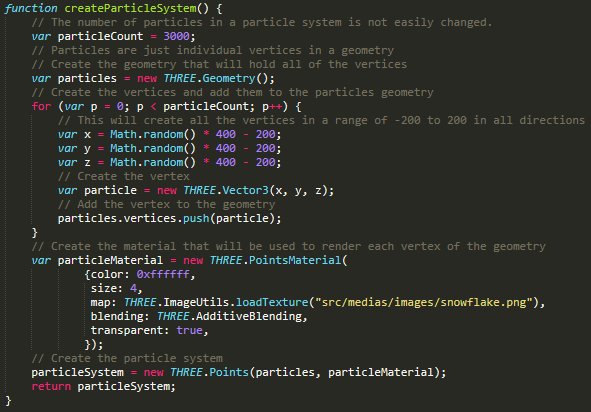 function createParticleSystem() {
// The number of particles in a particle system is not easily changed.
var particleCount = 3000;
// Particles are just individual vertices in a geometry
// Create the geometry that will hold all of the vertices
var particles = new THREE.Geometry();
// Create the vertices and add them to the particles geometry
for (var p = 0; p < particleCount; p++) {
// This will create all the vertices in a range of -200 to 200 in all directions
var x = Math.random() * 400 - 200;
var y = Math.random() * 400 - 200;
var z = Math.random() * 400 - 200;
// Create the vertex
var particle = new THREE.Vector3(x, y, z);
// Add the vertex to the geometry
particles.vertices.push(particle);
}
// Create the material that will be used to render each vertex of the geometry
var particleMaterial = new THREE.PointsMaterial(
{color: 0xffffff,
size: 4,
map: THREE.ImageUtils.loadTexture("src/medias/images/snowflake.png"),
blending: THREE.AdditiveBlending,
transparent: true,
});
// Create the particle system
particleSystem = new THREE.Points(particles, particleMaterial);
return particleSystem;
}